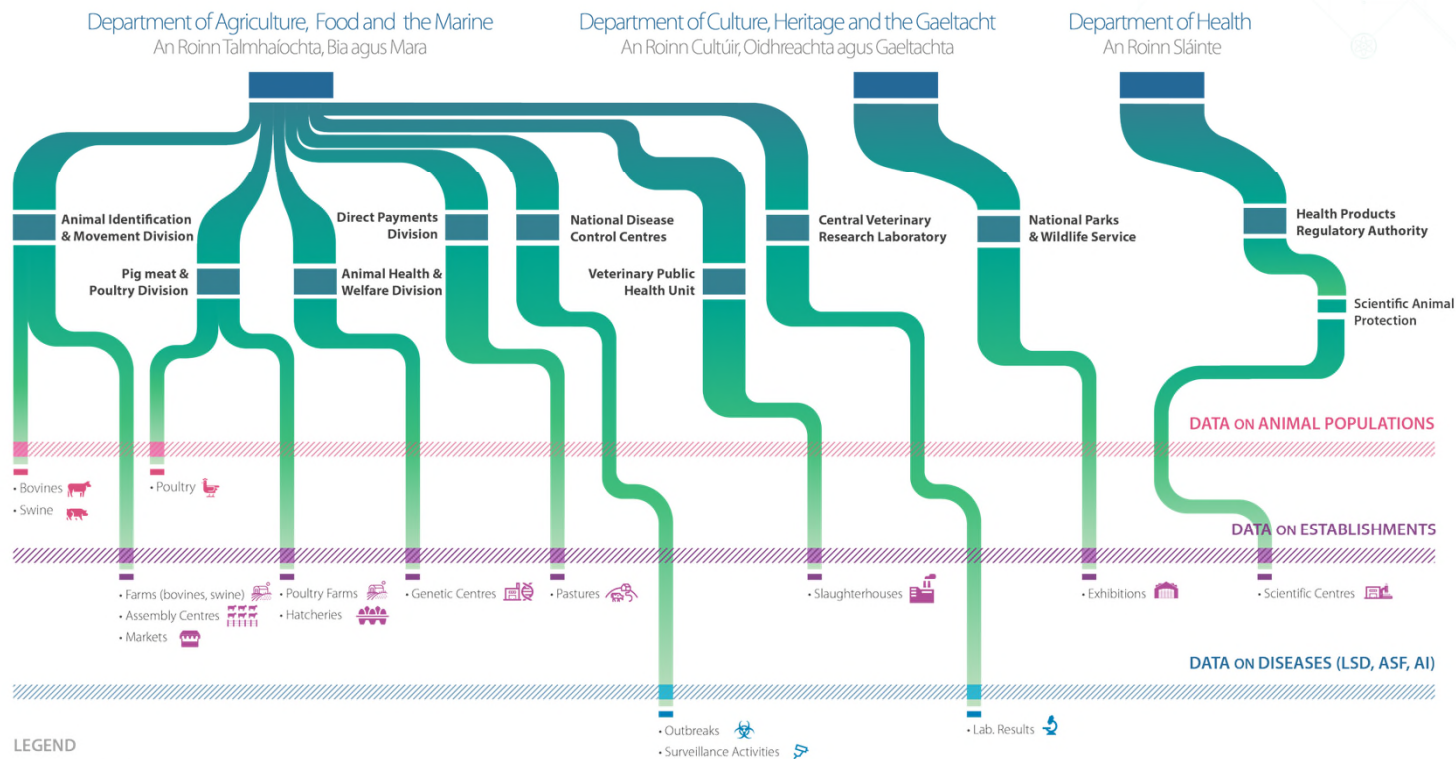 Department of Agriculture, Food and the Marine
An Roinn Talmhaíochta, Bia agus Mara
Department of Culture, Heritage and the Gaeltacht
An Roinn Cultúir, Oidhreachta agus Gaeltachta
Department of Health
An Roinn Sláinte
Animal Identification
& Movement Division
Direct Payments
Division
National Disease
Control Centres
Central Veterinary
Research Laboratory
National Parks
& Wildlife Service
Health Products
Regulatory Authority
Pig meat &
Poultry Division
Animal Health &
Welfare Division
Veterinary Public
Health Unit
Scientific Animal
Protection
DATA ON ANIMAL POPULATIONS
• Bovines
• Swine
• Poultry
DATA ON ESTABLISHMENTS
• Farms (bovines, swine)
• Assembly Centres
• Markets
• Poultry Farms
• Hatcheries
• Genetic Centres
• Pastures
• Slaughterhouses
• Exhibitions
• Scientific Centres
DATA ON DISEASES (LSD, ASF, AI)
• Outbreaks
• Surveillance Activities
• Lab. Results
LEGEND